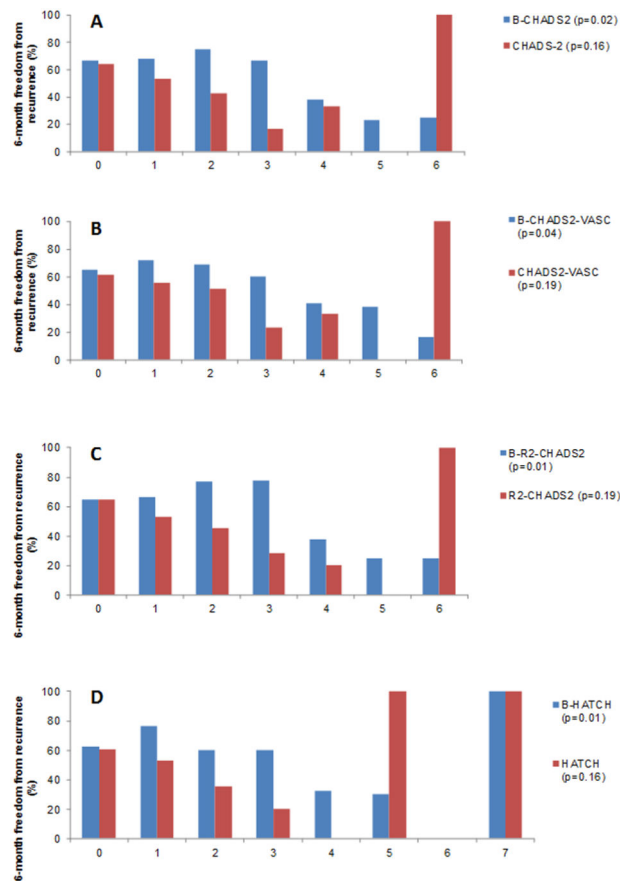 A
6-month freedom from
recurrence (%)
100
80
60
40
20
0
0 1 2 3 4 5 6
B-CHADS2 (p=0.02)
CHADS-2 (p=0.16)
B
6-month freedom from
recurrence (%)
100
80
60
40
20
0
0 1 2 3 4 5 6
B-CHADS2-VASC
(p=0.04)
CHADS2-VASC
(p=0.19)
C
6-month freedom from recurrence
(%)
100
80
60
40
20
0
0 1 2 3 4 5 6
B-R2-CHADS2
(p=0.01)
R2-CHADS2 (p=0.19)
D
6-month freedom from recurrence
(%)
100
80
60
40
20
0
0 1 2 3 4 5 6 7
B-HATCH
(p=0.01)
HATCH
(p=0.16)